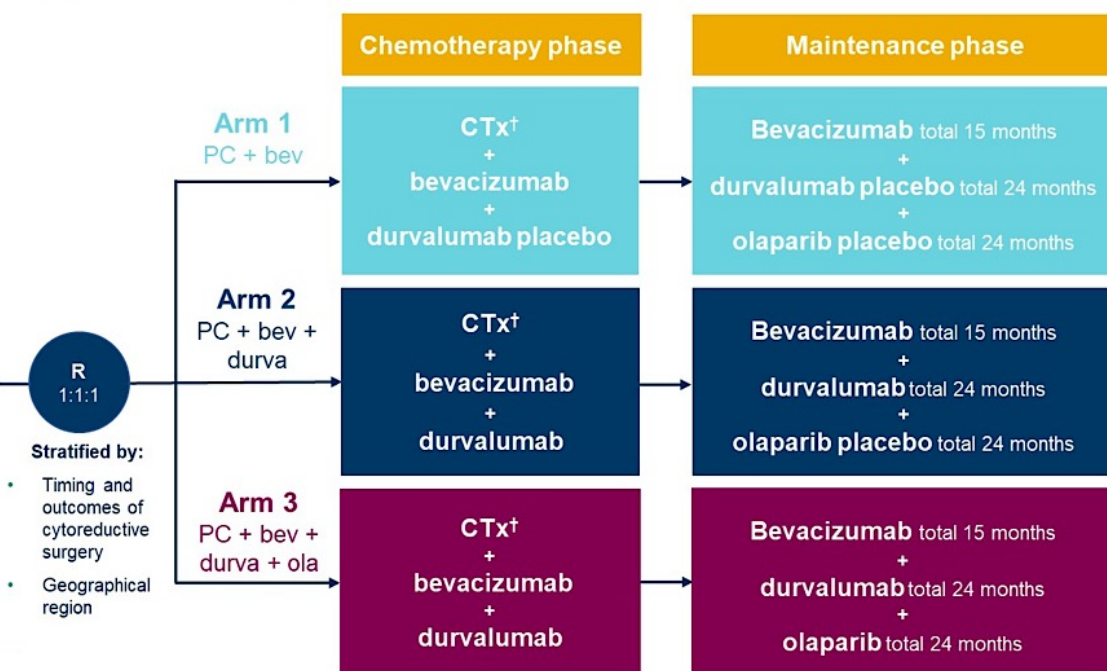 Chemotherapy phase
Maintenance phase
Arm 1
PC + bev
CTx†
+
bevacizumab
+
durvalumab placebo
Bevacizumab total 15 months
+
durvalumab placebo total 24 months
+
olaparib placebo total 24 months
R
1:1:1
Stratified by:
• Timing and
outcomes of
cytoreductive
surgery
• Geographical
region
Arm 2
PC + bev +
durva
CTx†
+
bevacizumab
+
durvalumab
Bevacizumab total 15 months
+
durvalumab total 24 months
+
olaparib placebo total 24 months
Arm 3
PC + bev +
durva + ola
CTx†
+
bevacizumab
+
durvalumab
Bevacizumab total 15 months
+
durvalumab total 24 months
+
olaparib total 24 months